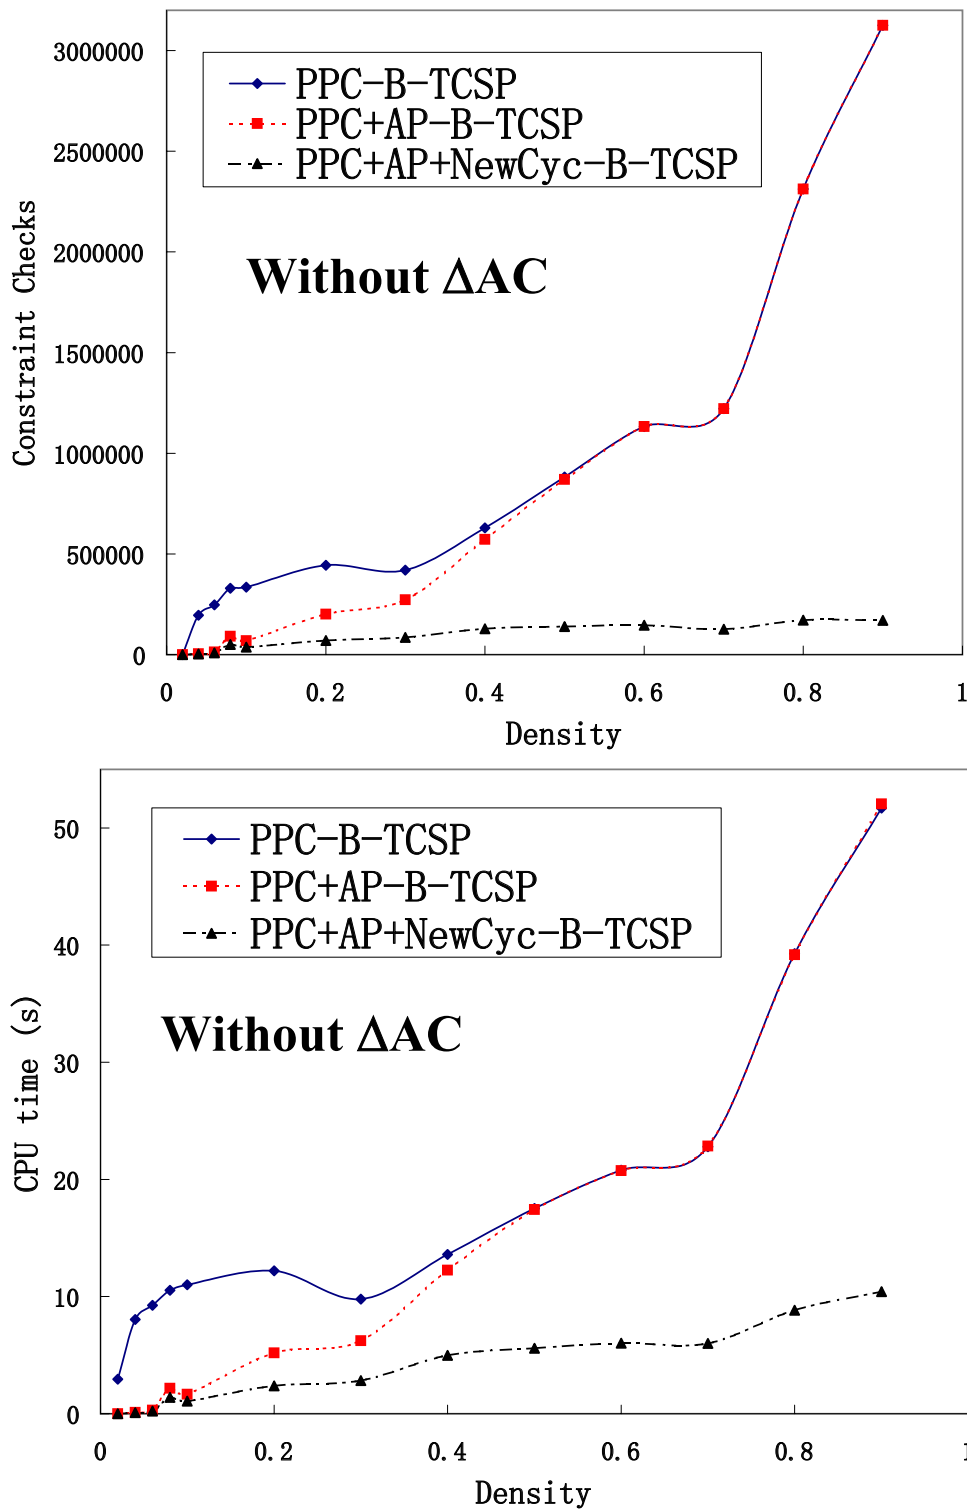 3000000
PPC-B-TCSP
PPC+AP-B-TCSP
2500000
PPC+AP+NewCyc-B-TCSP
2000000
Without ΔAC
1500000
1000000
500000
0
Constraint Checks
0 0.2 0.4 0.6 0.8 1
Density
50
PPC-B-TCSP
PPC+AP-B-TCSP
PPC+AP+NewCyc-B-TCSP
40
Without ΔAC
30
20
10
0
CPU time (s)
0 0.2 0.4 0.6 0.8 1
Density